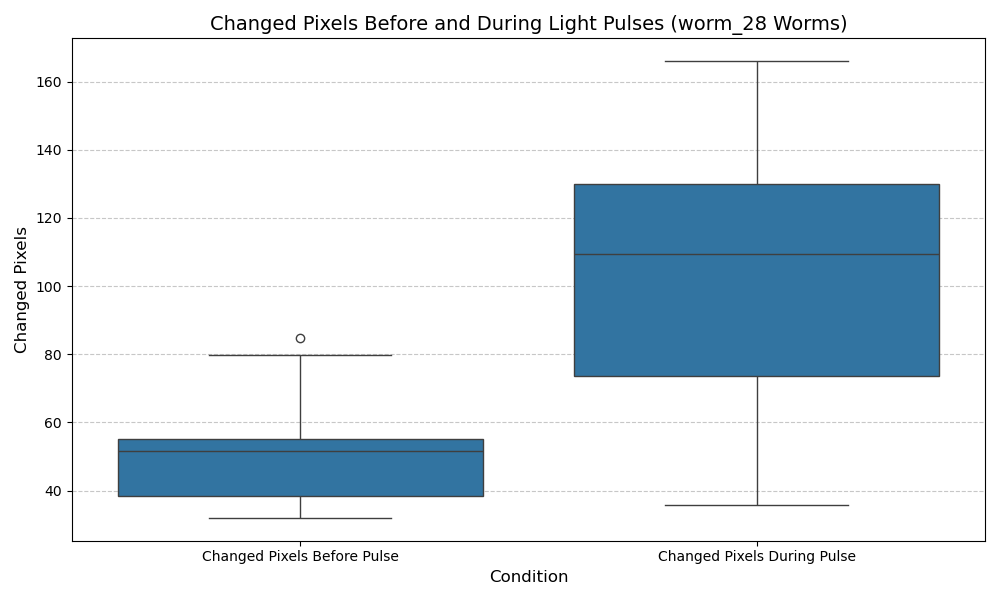 Changed Pixels Before and During Light Pulses (worm_28 Worms)
Changed Pixels
160
140
120
100
80
60
40
Changed Pixels Before Pulse
Changed Pixels During Pulse
Condition